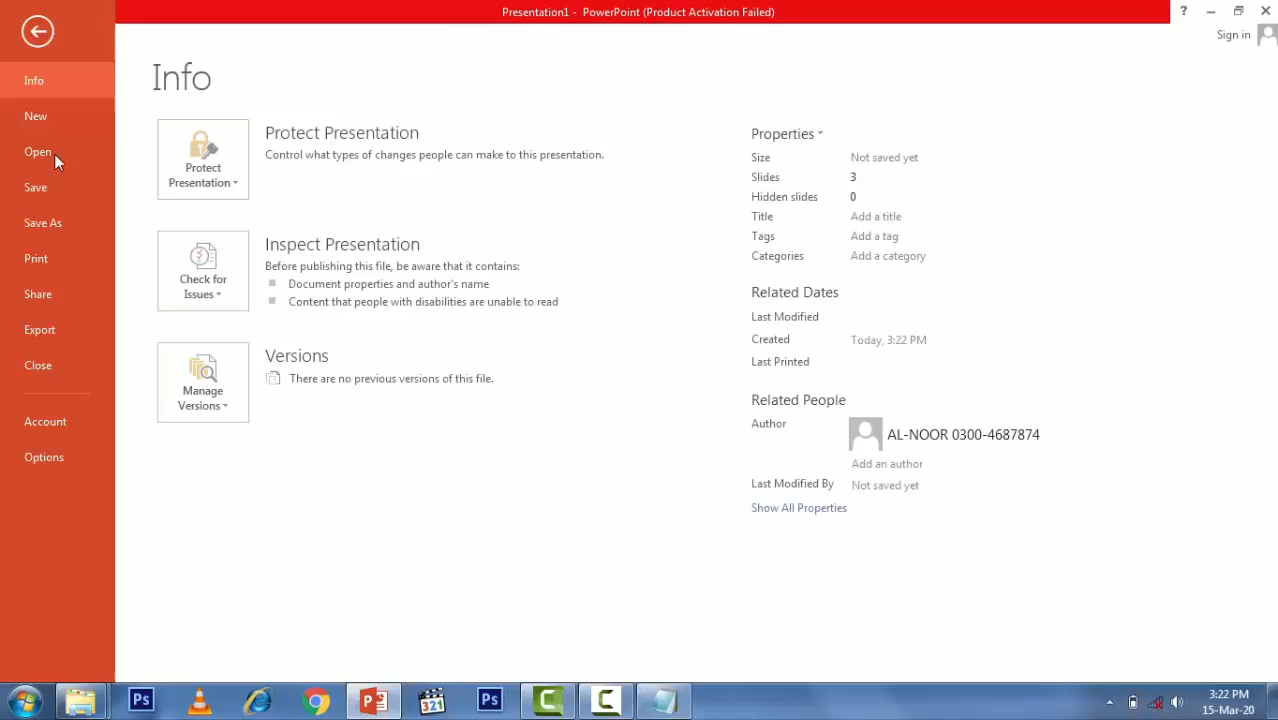 Presentation1 - PowerPoint (Product Activation Failed)
?
Sign in
Info
New
Open
Save
Save As
Print
Share
Export
Close
Account
Options
Info
Protect Presentation
Protect Presentation
Control what types of changes people can make to this presentation.
Check for Issues
Inspect Presentation
Before publishing this file, be aware that it contains:
Document properties and author's name
Content that people with disabilities are unable to read
Manage Versions
Versions
There are no previous versions of this file.
Properties
Size Not saved yet
Slides 3
Hidden slides 0
Title Add a title
Tags Add a tag
Categories Add a category
Related Dates
Last Modified
Created Today, 3:22 PM
Last Printed
Related People
Author AL-NOOR 0300-4687874
Add an author
Last Modified By Not saved yet
Show All Properties
Ps
P
321
Ps
C
C
3:22 PM
15-Mar-20